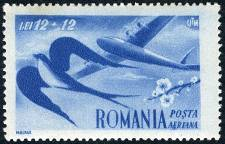 LEI 12 + 12
ROMANIA POSTA
AERIANA